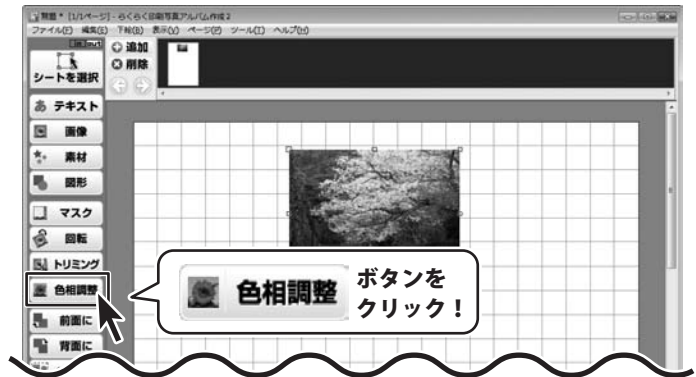 無題 * [1/1ページ] - らくらく印刷写真アルバム作成2
ファイル(F) 編集(E) 下絵(B) 表示(V) ページ(P) ツール(T) ヘルプ(H)
in out
シートを選択
追加
削除
あ テキスト
画像
素材
図形
マスク
回転
トリミング
色相調整
前面に
背面に
色相調整
ボタンを
クリック!